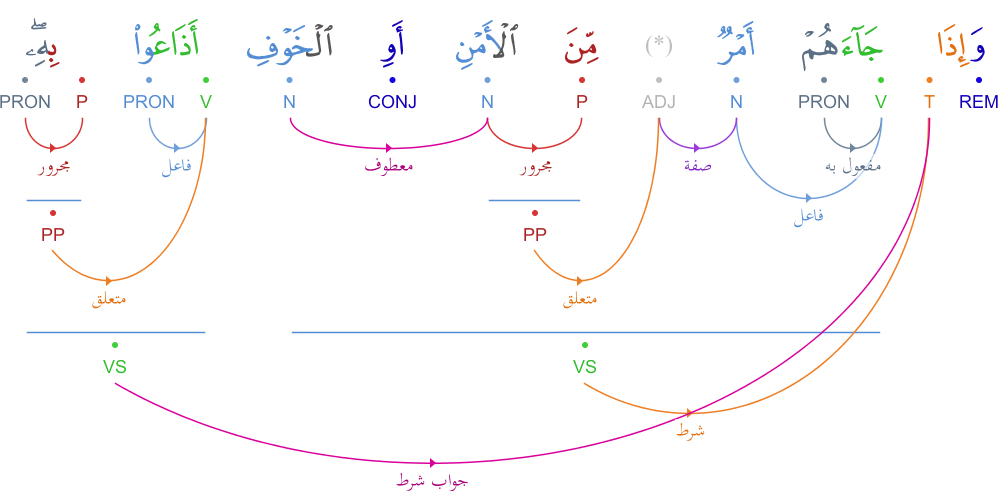 وَإِذَا جَآءَهُمۡ أَمۡرٞ (*) مِّنَ ٱلۡأَمۡنِ أَوِ ٱلۡخَوۡفِ أَذَاعُواْ بِهِۦۖ
REM T V PRON N ADJ P N CONJ N V PRON P PRON
مفعول به صفة مجرور معطوف فاعل مجرور
فاعل
PP PP
متعلق متعلق
VS VS
شرط
جواب شرط